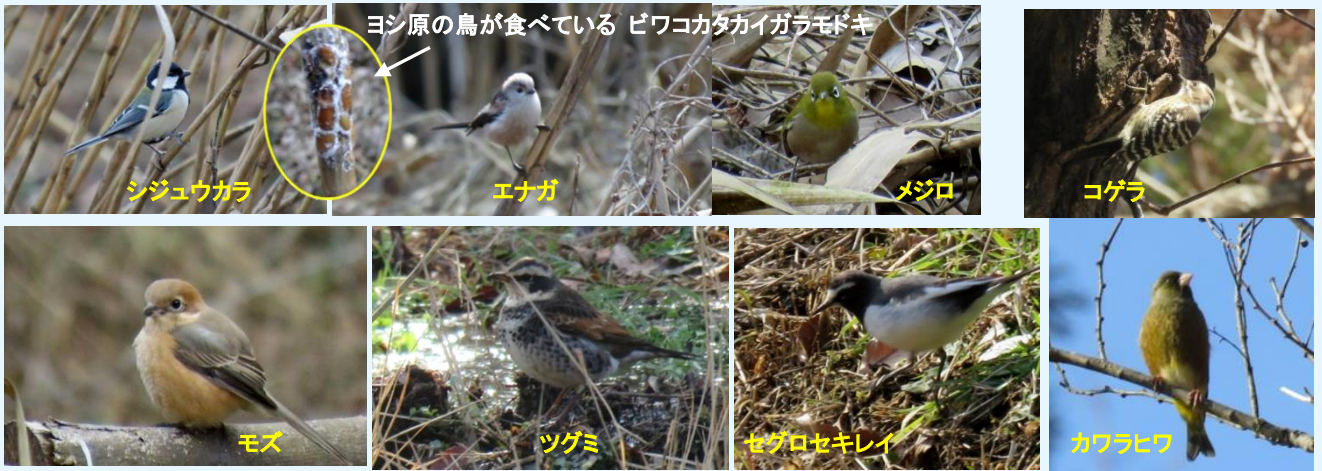 ヨシ原の鳥が食べている ビワコカタカイガラモドキ
シジュウカラ
エナガ
メジロ
コゲラ
モズ
ツグミ
セグロセキレイ
カワラヒワ